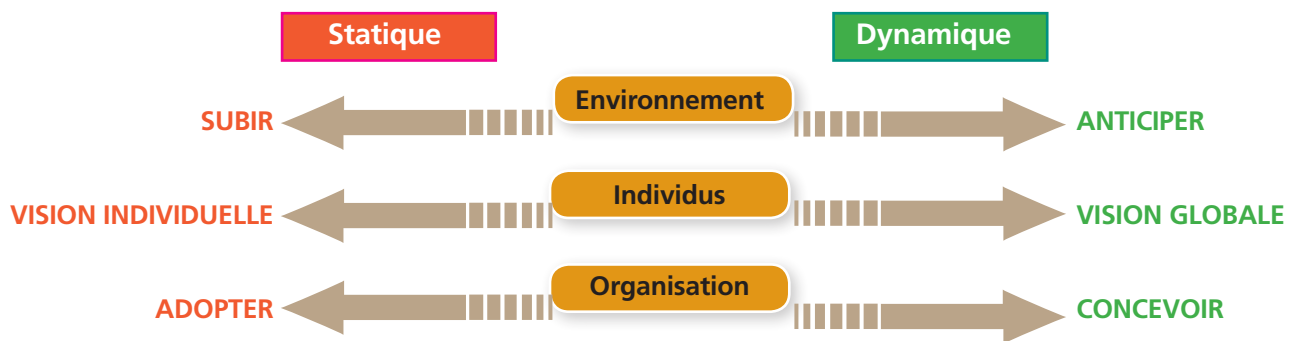 Statique
Dynamique
Environnement
SUBIR
ANTICIPER
Individus
VISION INDIVIDUELLE
VISION GLOBALE
Organisation
ADOPTER
CONCEVOIR